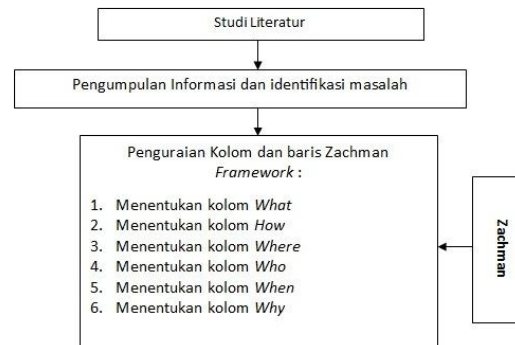 Studi Literatur
Pengumpulan Informasi dan identifikasi masalah
Penguraian Kolom dan baris Zachman
Framework :
1. Menentukan kolom What
2. Menentukan kolom How
3. Menentukan kolom Where
4. Menentukan kolom Who
5. Menentukan kolom When
6. Menentukan kolom Why
Zachman